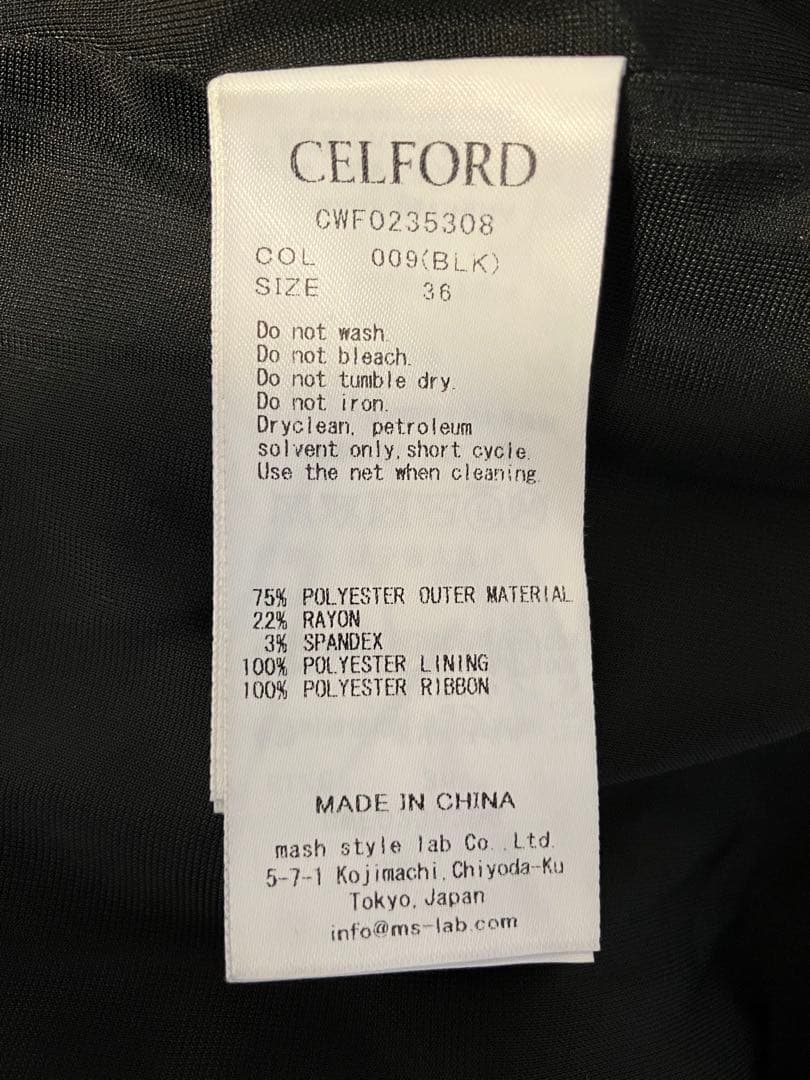 CELFORD
CWF0235308
COL 009(BLK)
SIZE 36
Do not wash.
Do not bleach.
Do not tumble dry.
Do not iron.
Dryclean, petroleum
solvent only, short cycle.
Use the net when cleaning.
75% POLYESTER OUTER MATERIAL
22% RAYON
3% SPANDEX
100% POLYESTER LINING
100% POLYESTER RIBBON
MADE IN CHINA
mash style lab Co., Ltd.
5-7-1 Kojimachi, Chiyoda-Ku
Tokyo, Japan
info@ms-lab.com